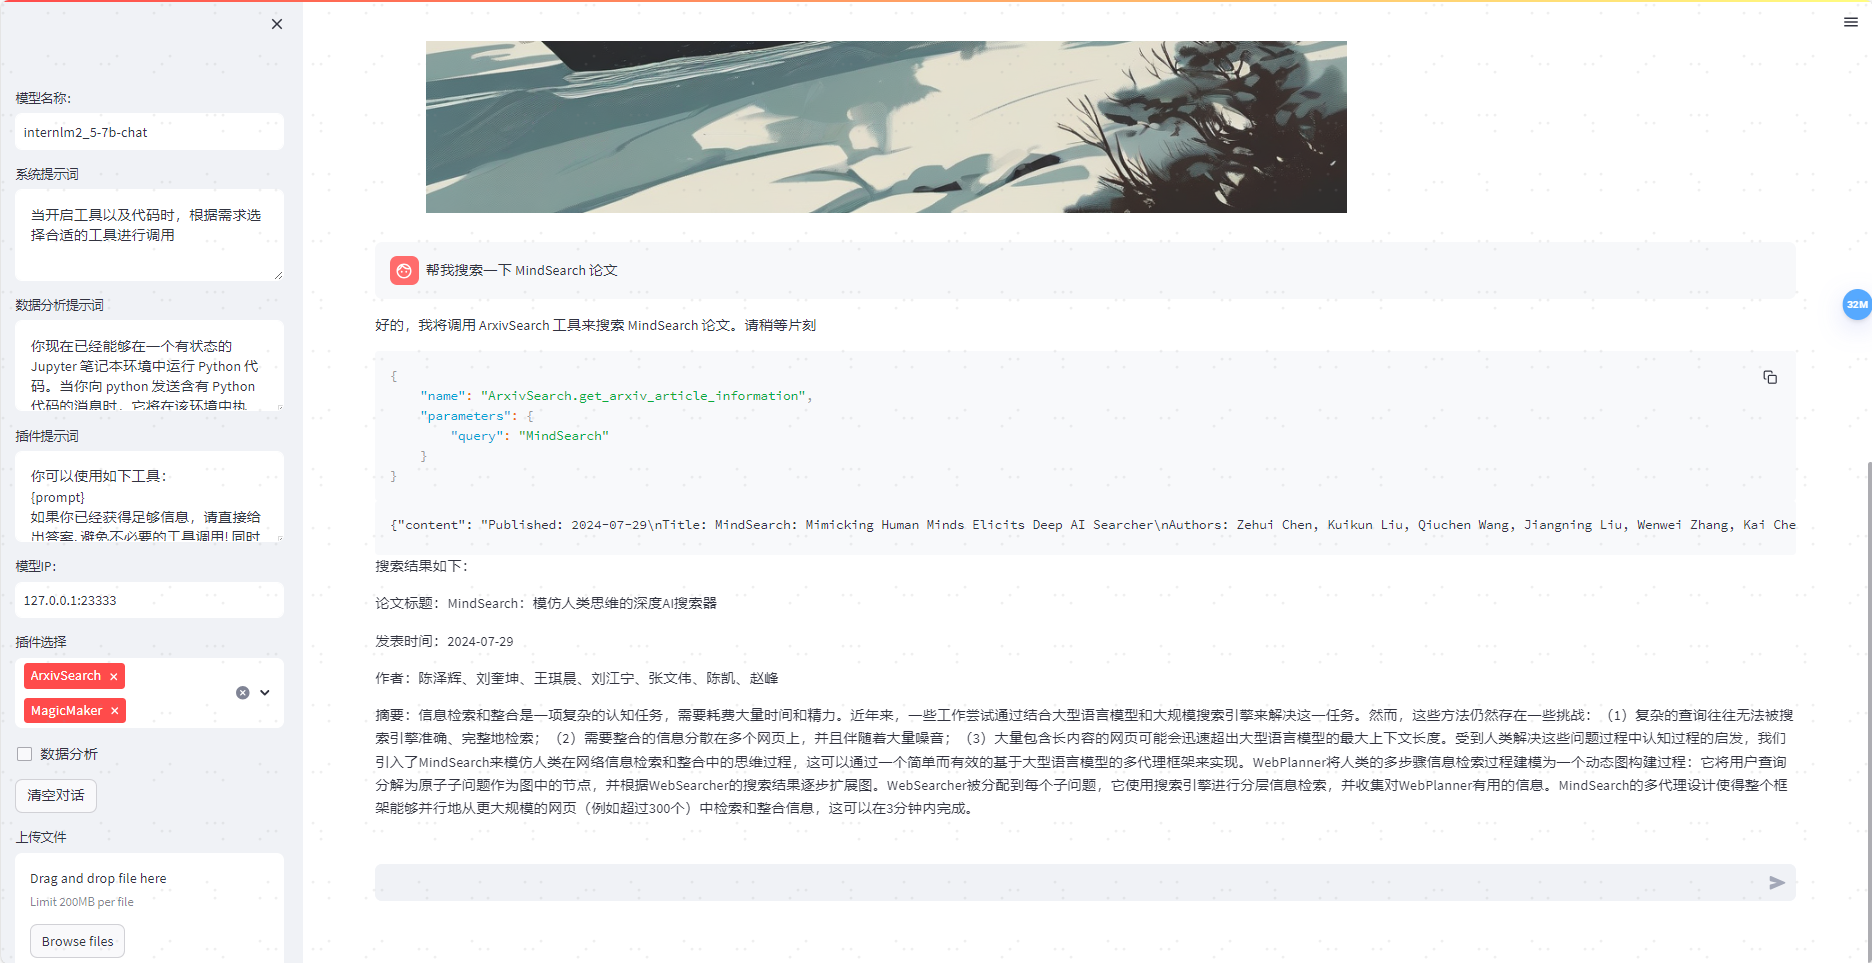 模型名称：
internlm2_5-7b-chat
系统提示词
当开启工具以及代码时，根据需求选
择合适的工具进行调用
数据分析提示词
你现在已经能够在一个有状态的
Jupyter 笔记本环境中运行 Python 代
码。当你向 python 发送含有 Python
代码的消息时，它将在该环境中执
插件提示词
你可以使用如下工具：
{prompt}
如果你已经获得足够信息，请直接给
出答案. 避免不必要的工具调用! 同时
模型IP：
127.0.0.1:23333
插件选择
ArxivSearch ×
MagicMaker ×
数据分析
清空对话
上传文件
Drag and drop file here
Limit 200MB per file
Browse files
帮我搜索一下 MindSearch 论文
好的，我将调用 ArxivSearch 工具来搜索 MindSearch 论文。请稍等片刻
{
"name": "ArxivSearch.get_arxiv_article_information",
"parameters": {
"query": "MindSearch"
}
}
{"content": "Published: 2024-07-29\nTitle: MindSearch: Mimicking Human Minds Elicits Deep AI Searcher\nAuthors: Zehui Chen, Kuikun Liu, Qiuchen Wang, Jiangning Liu, Wenwei Zhang, Kai Che
搜索结果如下：
论文标题：MindSearch：模仿人类思维的深度AI搜索器
发表时间：2024-07-29
作者：陈泽辉、刘奎坤、王琪晨、刘江宁、张文伟、陈凯、赵峰
摘要：信息检索和整合是一项复杂的认知任务，需要耗费大量时间和精力。近年来，一些工作尝试通过结合大型语言模型和大规模搜索引擎来解决这一任务。然而，这些方法仍然存在一些挑战：（1）复杂的查询往往无法被搜
索引擎准确、完整地检索；（2）需要整合的信息分散在多个网页上，并且伴随着大量噪音；（3）大量包含长内容的网页可能会迅速超出大型语言模型的最大上下文长度。受到人类解决这些问题过程中认知过程的启发，我们
引入了MindSearch来模仿人类在网络信息检索和整合中的思维过程，这可以通过一个简单而有效的基于大型语言模型的多代理框架来实现。WebPlanner将人类的多步骤信息检索过程建模为一个动态图构建过程：它将用户查询
分解为原子子问题作为图中的节点，并根据WebSearcher的搜索结果逐步扩展图。WebSearcher被分配到每个子问题，它使用搜索引擎进行分层信息检索，并收集对WebPlanner有用的信息。MindSearch的多代理设计使得整个框
架能够并行地从更大规模的网页（例如超过300个）中检索和整合信息，这可以在3分钟内完成。
32M